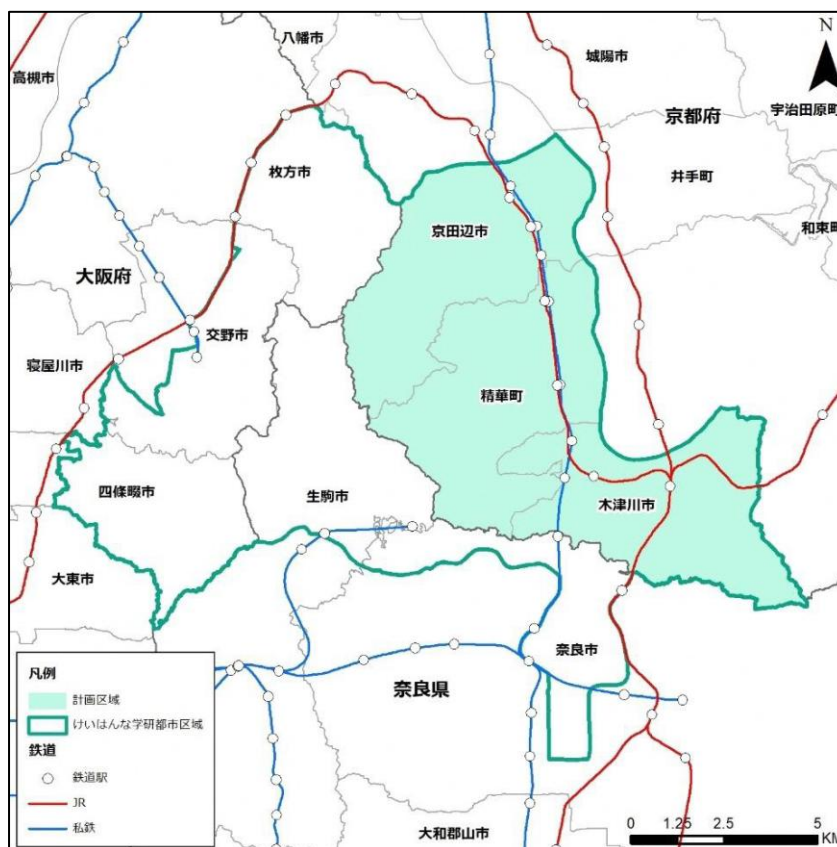 八幡市
N
城陽市
高槻市
京都府
宇治田原町
枚方市
井手町
和束町
京田辺市
大阪府
交野市
寝屋川市
精華町
四條畷市
生駒市
木津川市
大東市
奈良市
凡例
計画区域
けいはんな学研都市区域
鉄道
鉄道駅
JR
私鉄
奈良県
大和郡山市
0 1.25 2.5 5
KM